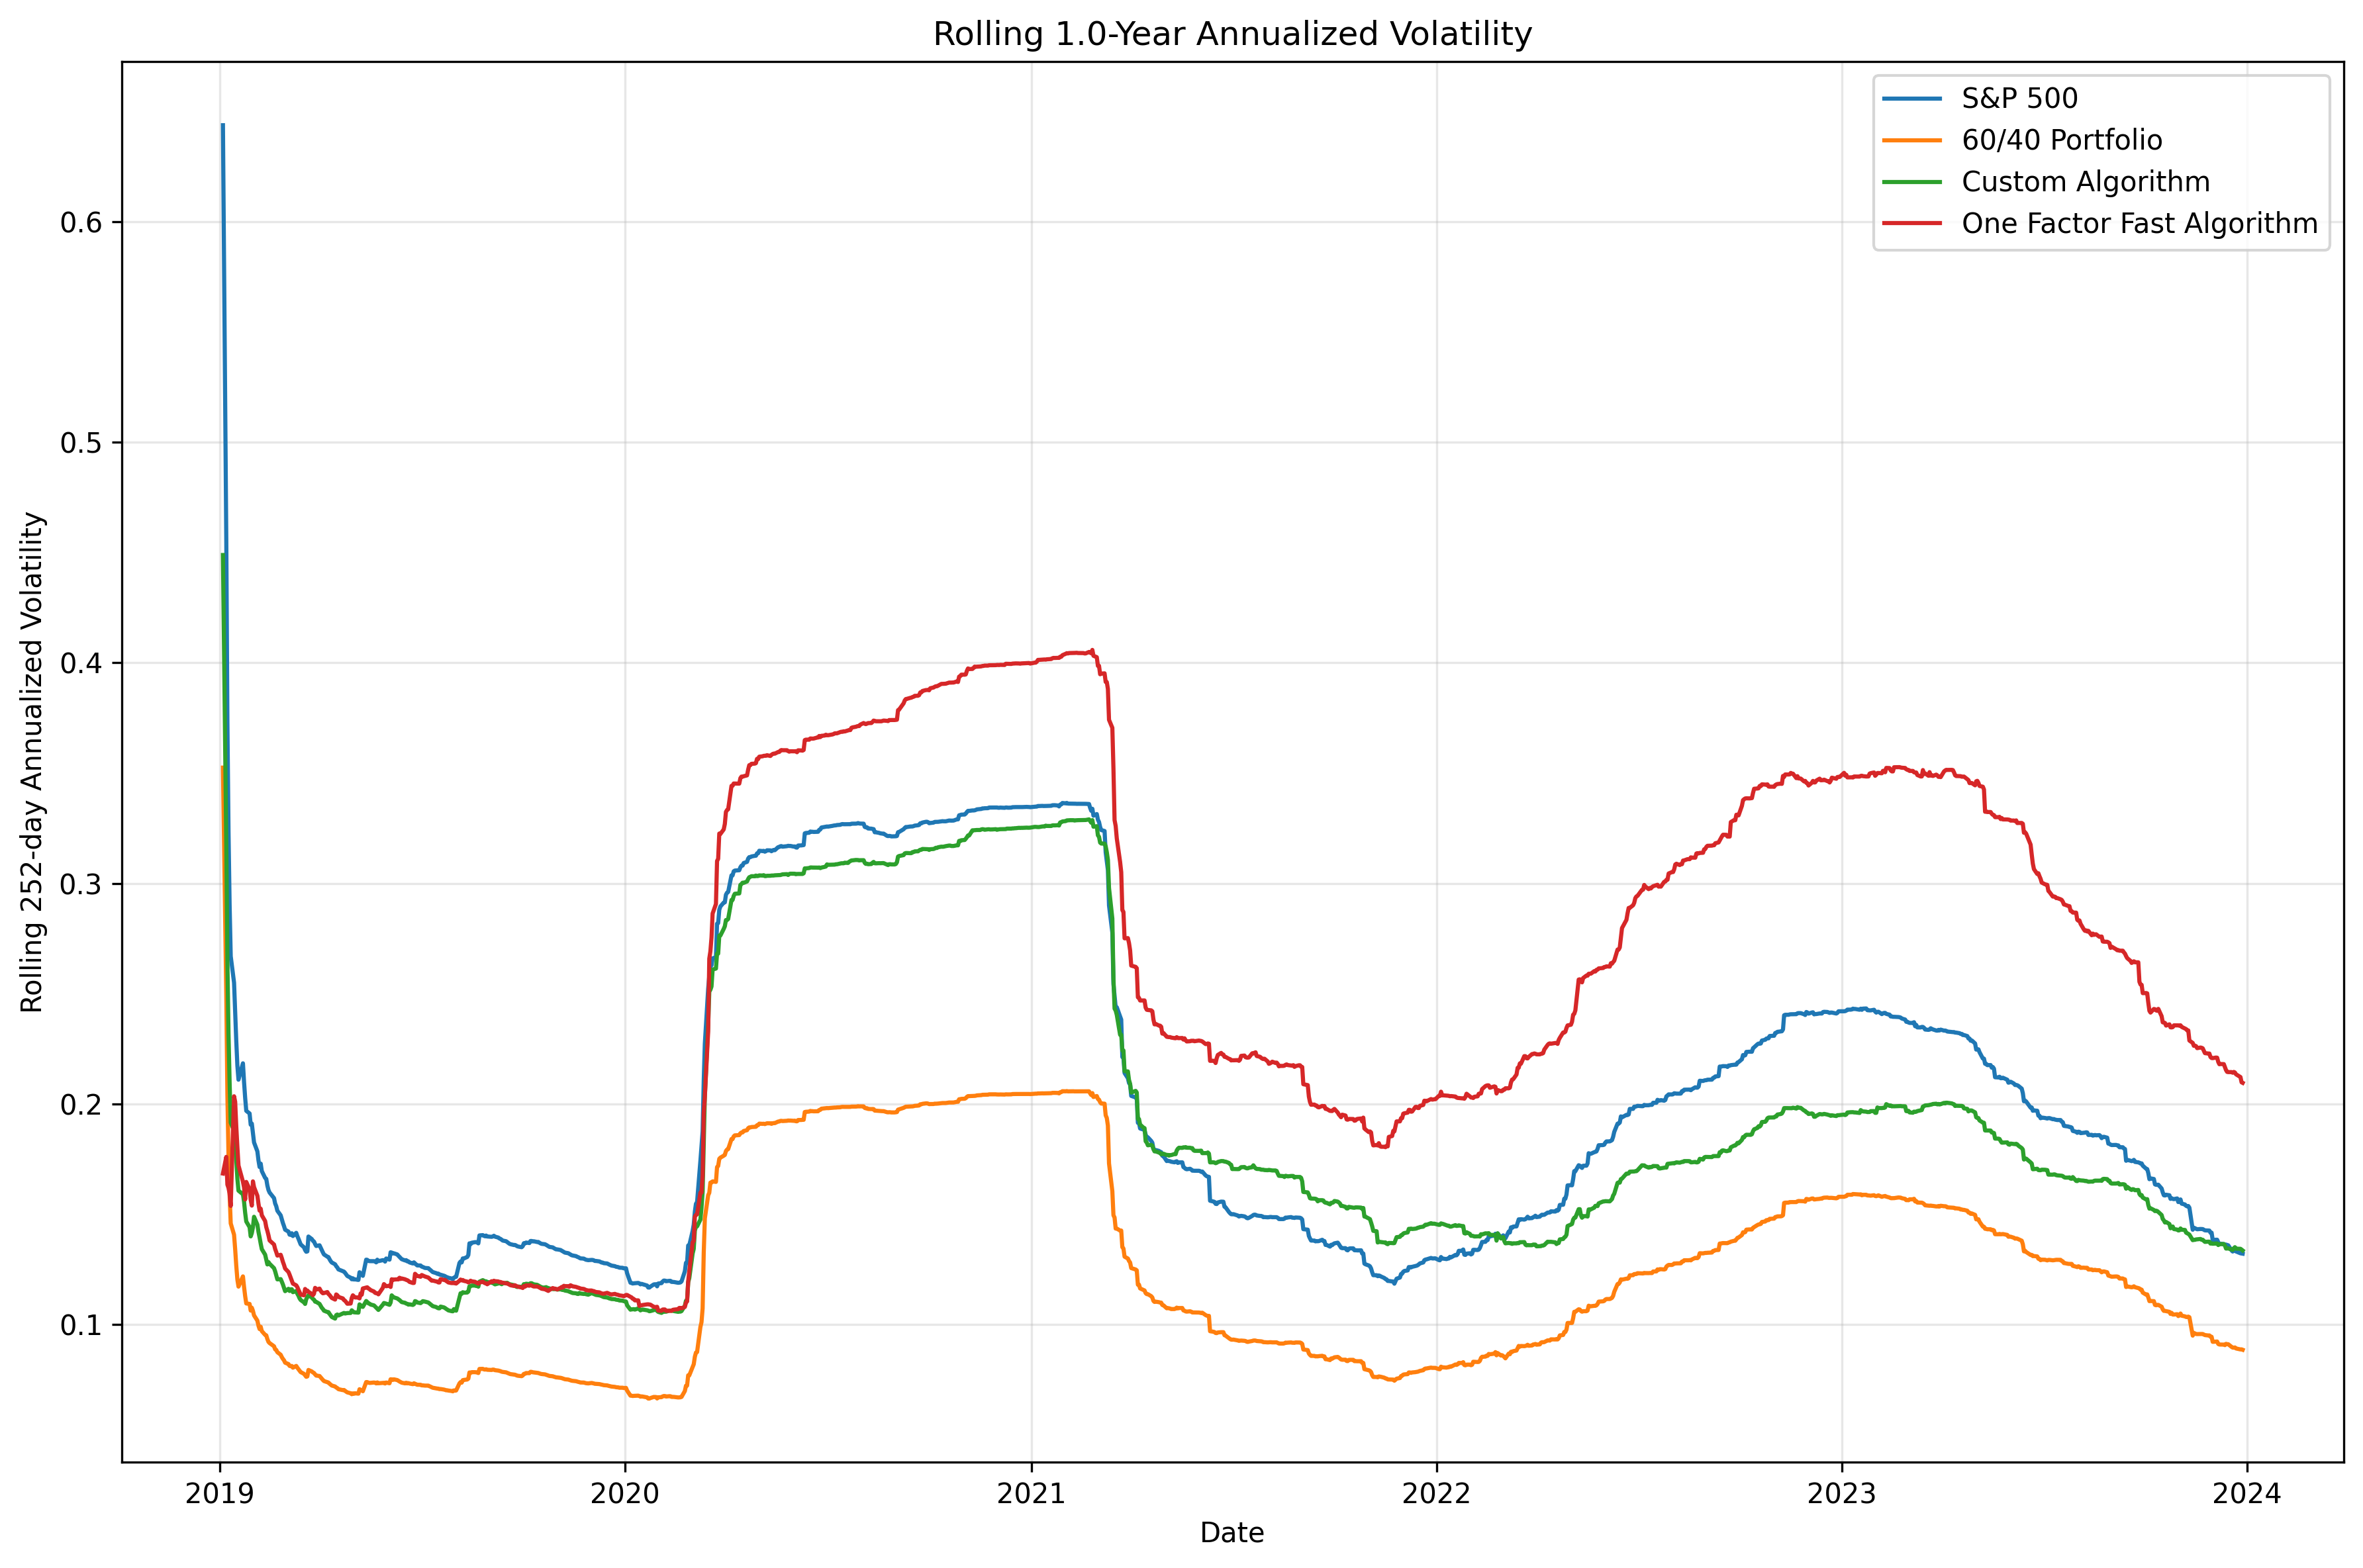 Rolling 1.0-Year Annualized Volatility
S&P 500
60/40 Portfolio
Custom Algorithm
One Factor Fast Algorithm
Rolling 252-day Annualized Volatility
0.6
0.5
0.4
0.3
0.2
0.1
2019
2020
2021
2022
2023
2024
Date